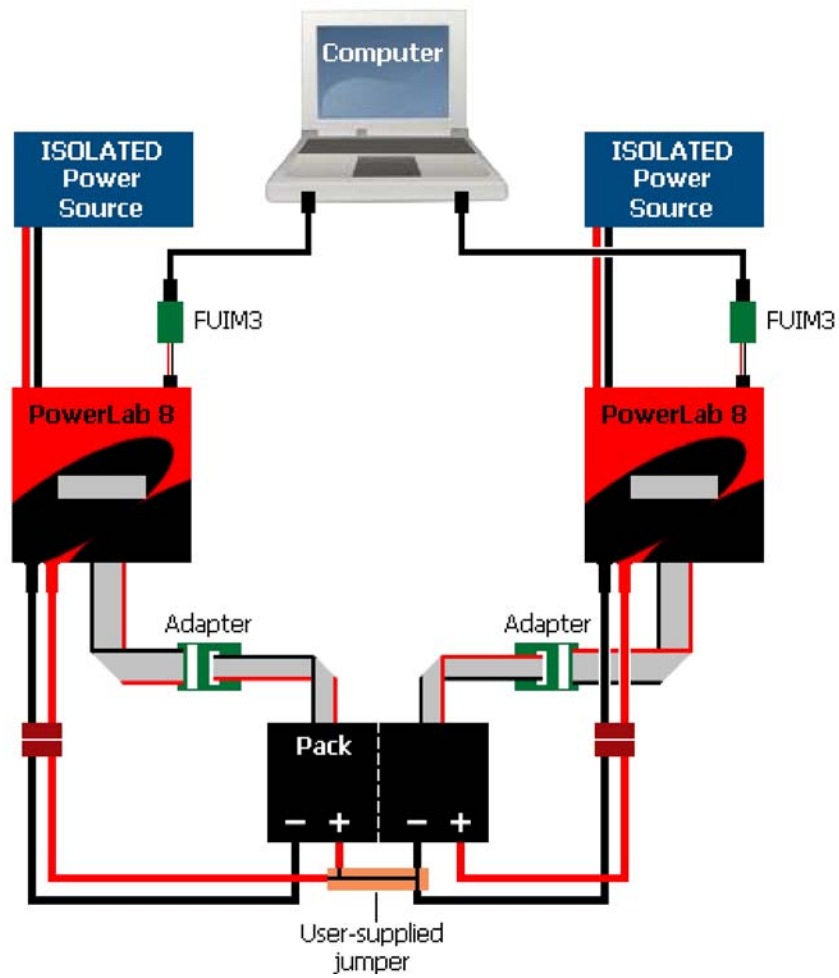 Computer
ISOLATED
Power
Source
ISOLATED
Power
Source
FUIM3
FUIM3
PowerLab 8
PowerLab 8
Adapter
Adapter
Pack
− +
− +
User-supplied
jumper